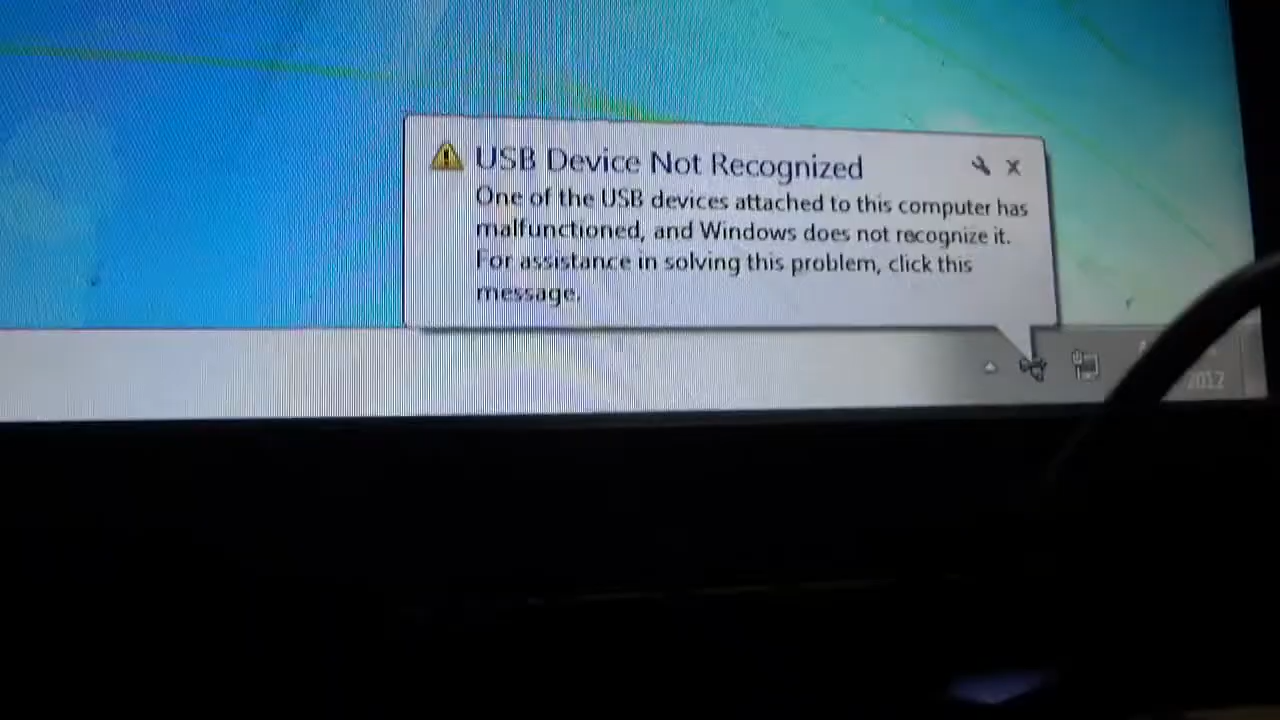 USB Device Not Recognized
One of the USB devices attached to this computer has
malfunctioned, and Windows does not recognize it.
For assistance in solving this problem, click this
message.
2012